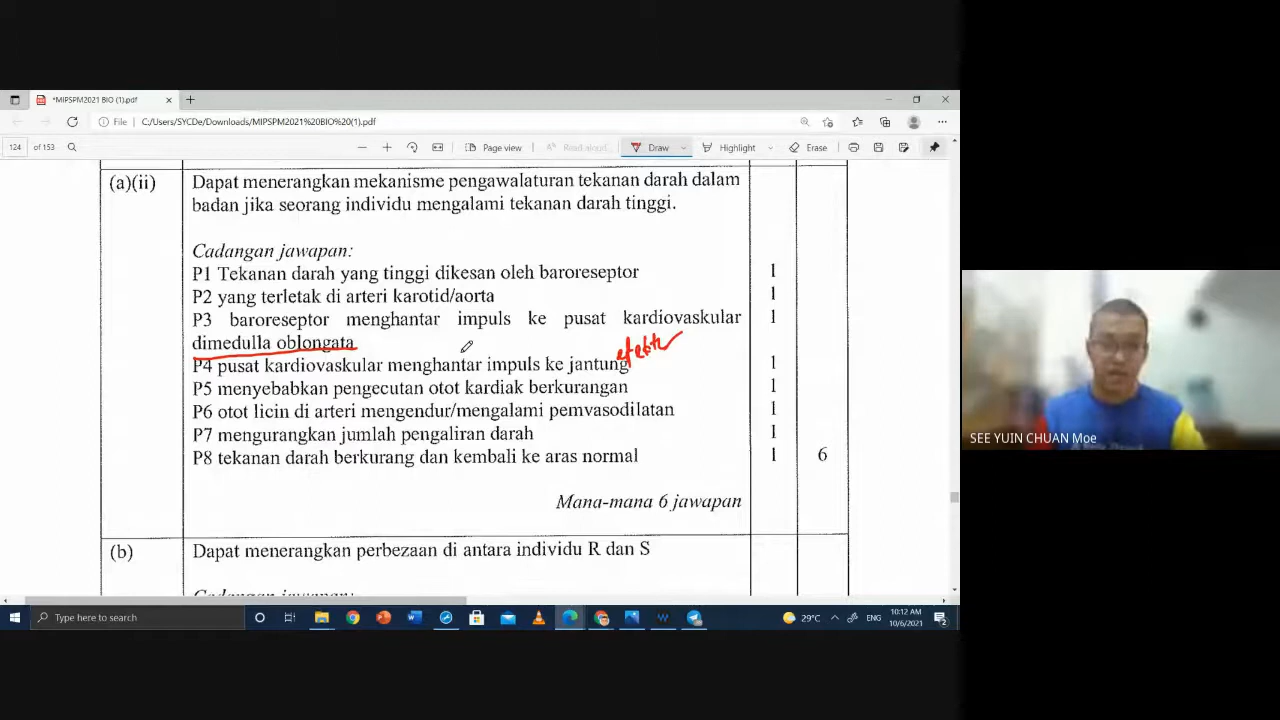 *MIPSPM2021 BIO (1).pdf
File C:/Users/SYCDe/Downloads/MIPSPM2021%20BIO%20(1).pdf
124 of 153 Page view Read aloud Draw Highlight Erase
(a)(ii) Dapat menerangkan mekanisme pengawalaturan tekanan darah dalam
badan jika seorang individu mengalami tekanan darah tinggi.
Cadangan jawapan:
P1 Tekanan darah yang tinggi dikesan oleh baroreseptor 1
P2 yang terletak di arteri karotid/aorta 1
P3 baroreseptor menghantar impuls ke pusat kardiovaskular 1
dimedulla oblongata
P4 pusat kardiovaskular menghantar impuls ke jantung 1
P5 menyebabkan pengecutan otot kardiak berkurangan 1
P6 otot licin di arteri mengendur/mengalami pemvasodilatan 1
P7 mengurangkan jumlah pengaliran darah 1
P8 tekanan darah berkurang dan kembali ke aras normal 1 6
Mana-mana 6 jawapan
(b) Dapat menerangkan perbezaan di antara individu R dan S
Cadangan jawapan:
SEE YUIN CHUAN Moe
Type here to search
29°C ENG 10:12 AM
10/6/2021